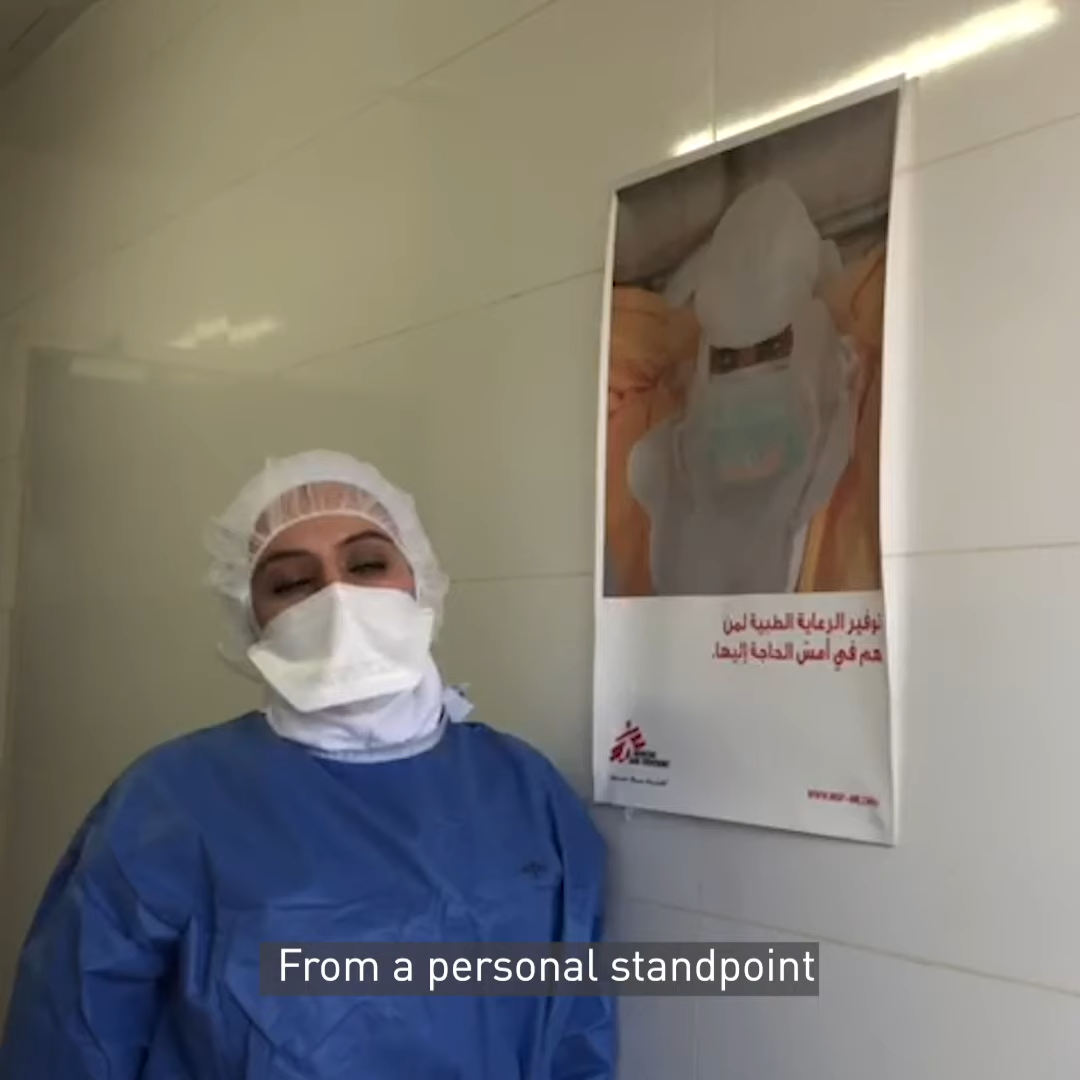 توفير الرعاية الطبية لمن
هم في أمسّ الحاجة إليها.
From a personal standpoint